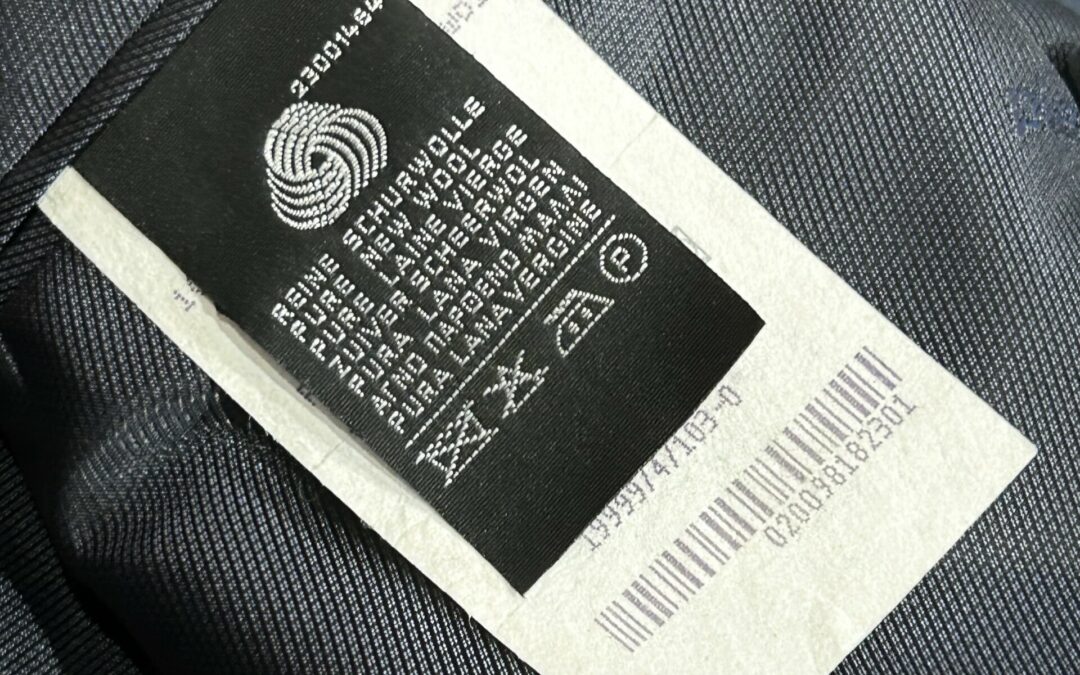 23001464
REINE SCHURWOLLE
PURE NEW WOOL
PURE LAINE VIERGE
ZUIVER SCHEERWOL
PURA LANA VIRGEN
ΑΓΝΟ ΠΑΡΘΕΝΟ ΜΑΛΛΙ
PURA LANA VERGINE
P
19999/4/103-0
020098182301